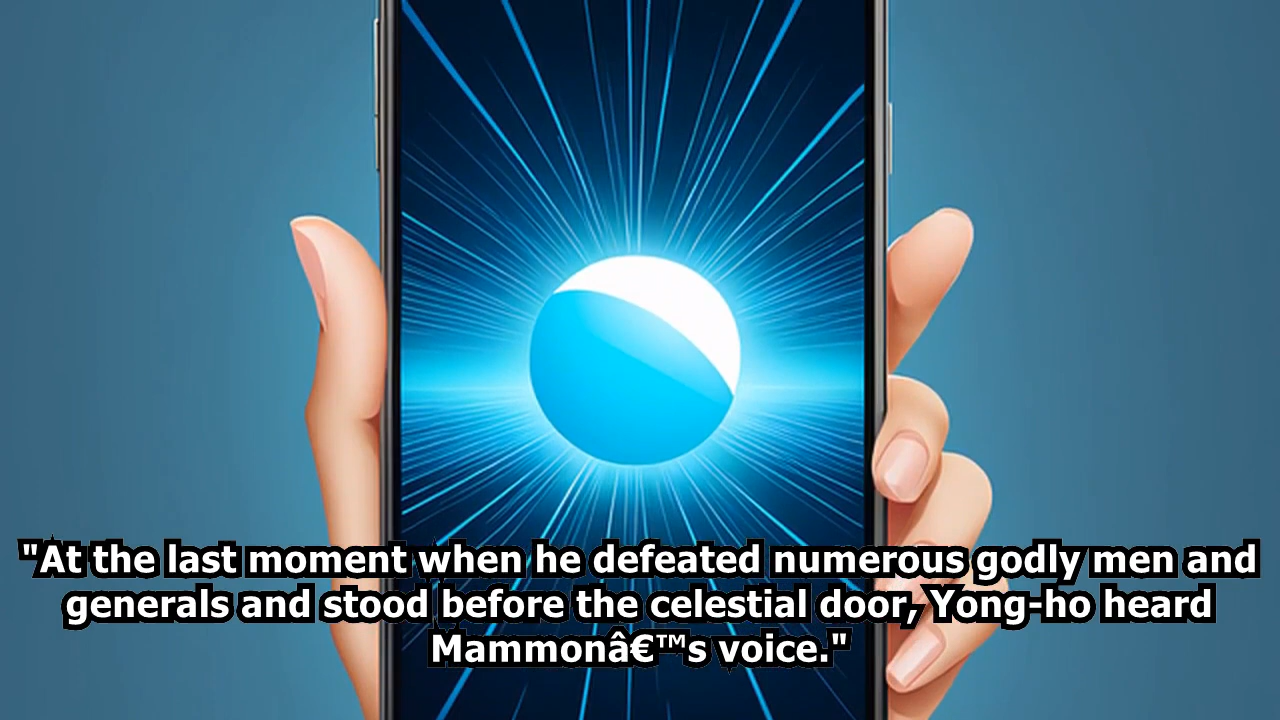 "At the last moment when he defeated numerous godly men and
generals and stood before the celestial door, Yong-ho heard
Mammonâ€™s voice."